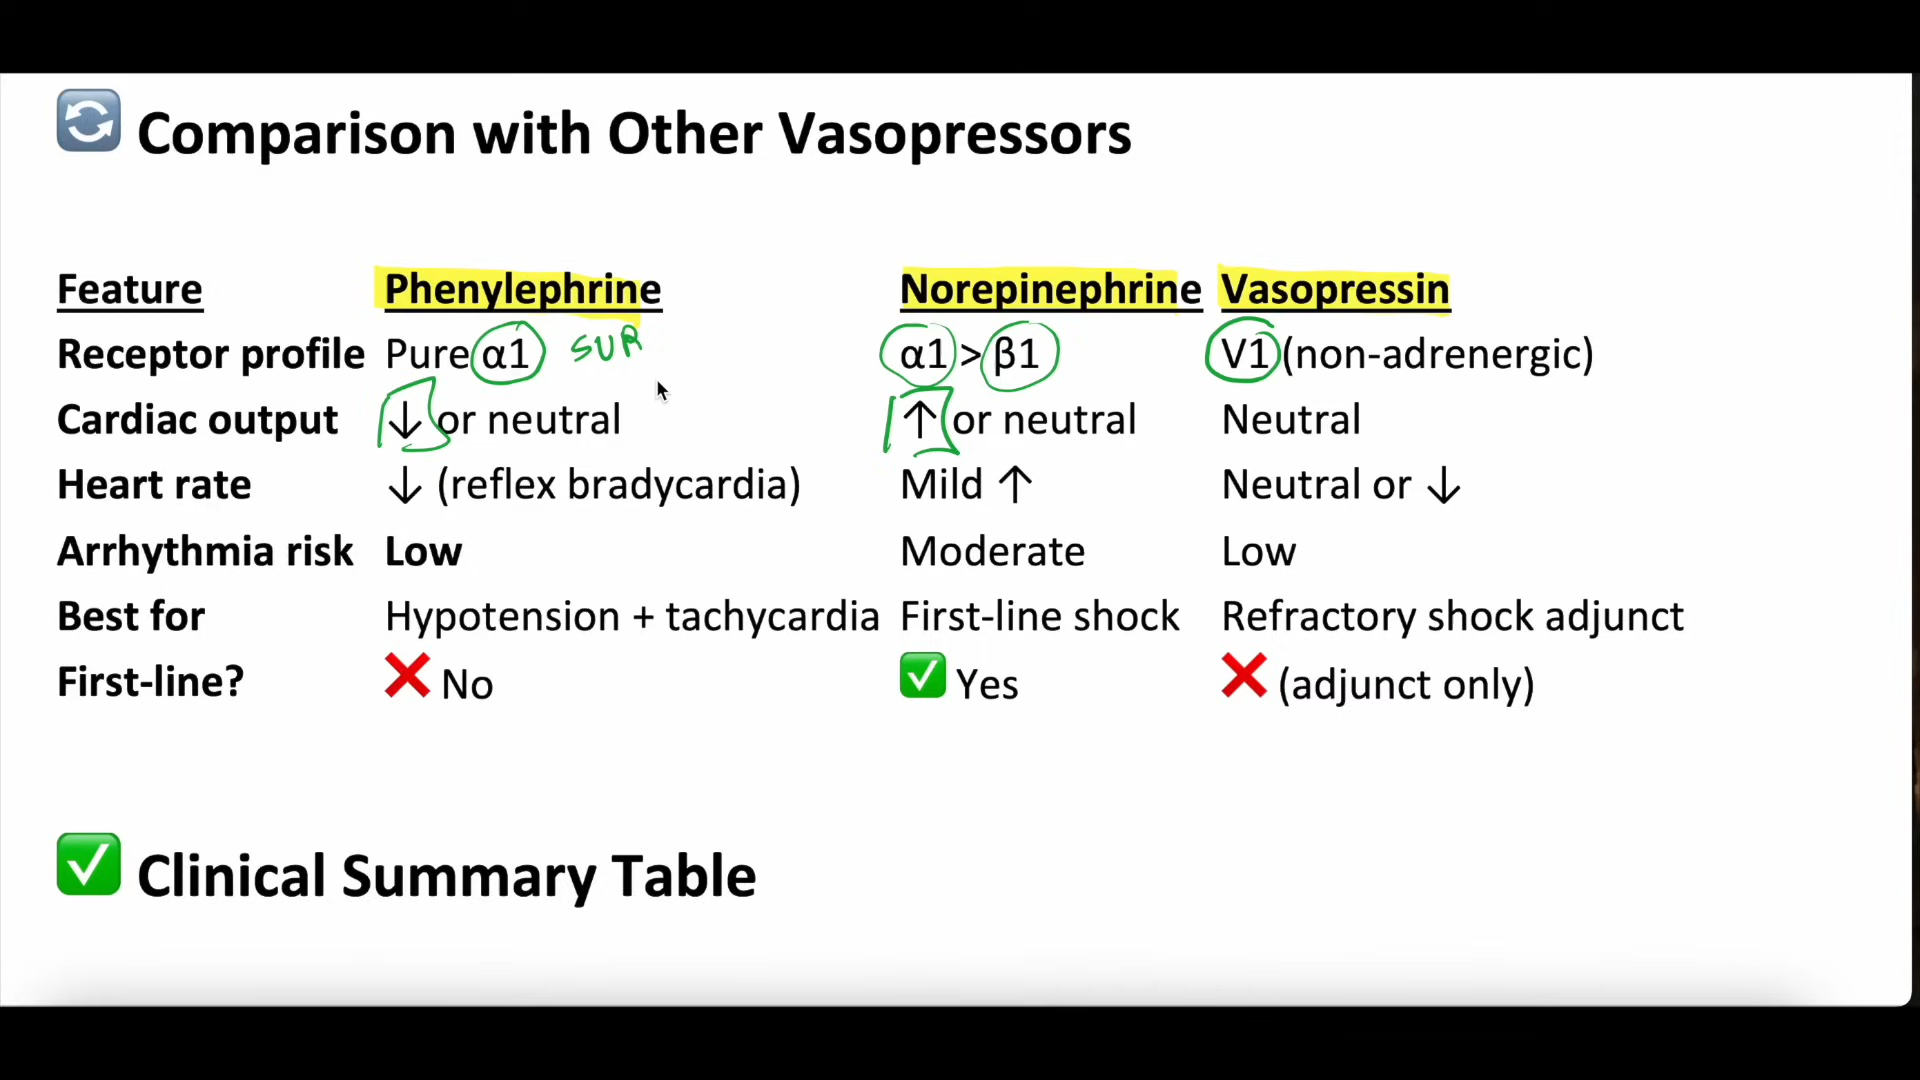 🔄 Comparison with Other Vasopressors
Feature Phenylephrine Norepinephrine Vasopressin
Receptor profile Pure α1 SVR α1 > β1 V1 (non-adrenergic)
Cardiac output ↓ or neutral ↑ or neutral Neutral
Heart rate ↓ (reflex bradycardia) Mild ↑ Neutral or ↓
Arrhythmia risk Low Moderate Low
Best for Hypotension + tachycardia First-line shock Refractory shock adjunct
First-line? ❌ No ✅ Yes ❌ (adjunct only)
✅ Clinical Summary Table